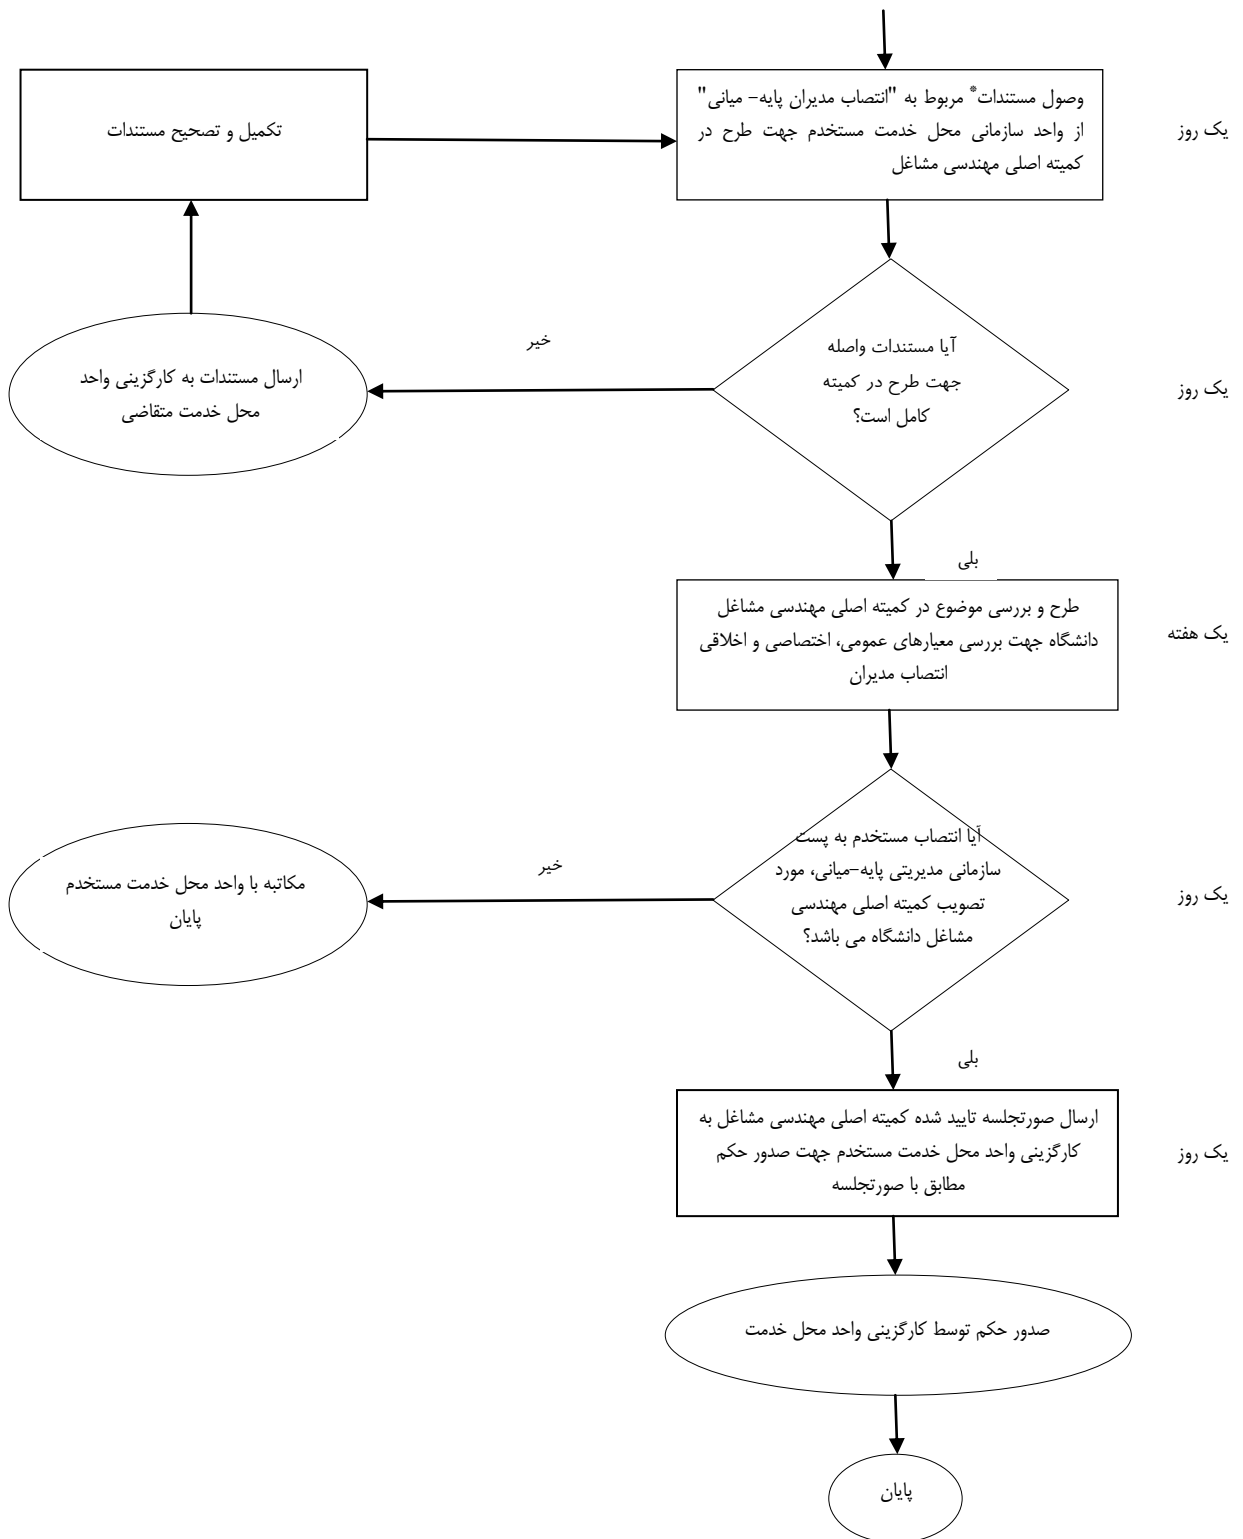 وصول مستندات* مربوط به "انتصاب مدیران پایه– میانی"
از واحد سازمانی محل خدمت مستخدم جهت طرح در
کمیته اصلی مهندسی مشاغل
یک روز
تکمیل و تصحیح مستندات
آیا مستندات واصله
جهت طرح در کمیته
کامل است؟
یک روز
خیر
ارسال مستندات به کارگزینی واحد
محل خدمت متقاضی
بلی
طرح و بررسی موضوع در کمیته اصلی مهندسی مشاغل
دانشگاه جهت بررسی معیارهای عمومی، اختصاصی و اخلاقی
انتصاب مدیران
یک هفته
آیا انتصاب مستخدم به پست
سازمانی مدیریتی پایه–میانی، مورد
تصویب کمیته اصلی مهندسی
مشاغل دانشگاه می باشد؟
یک روز
خیر
مکاتبه با واحد محل خدمت مستخدم
پایان
بلی
ارسال صورتجلسه تایید شده کمیته اصلی مهندسی مشاغل به
کارگزینی واحد محل خدمت مستخدم جهت صدور حکم
مطابق با صورتجلسه
یک روز
صدور حکم توسط کارگزینی واحد محل خدمت
پایان